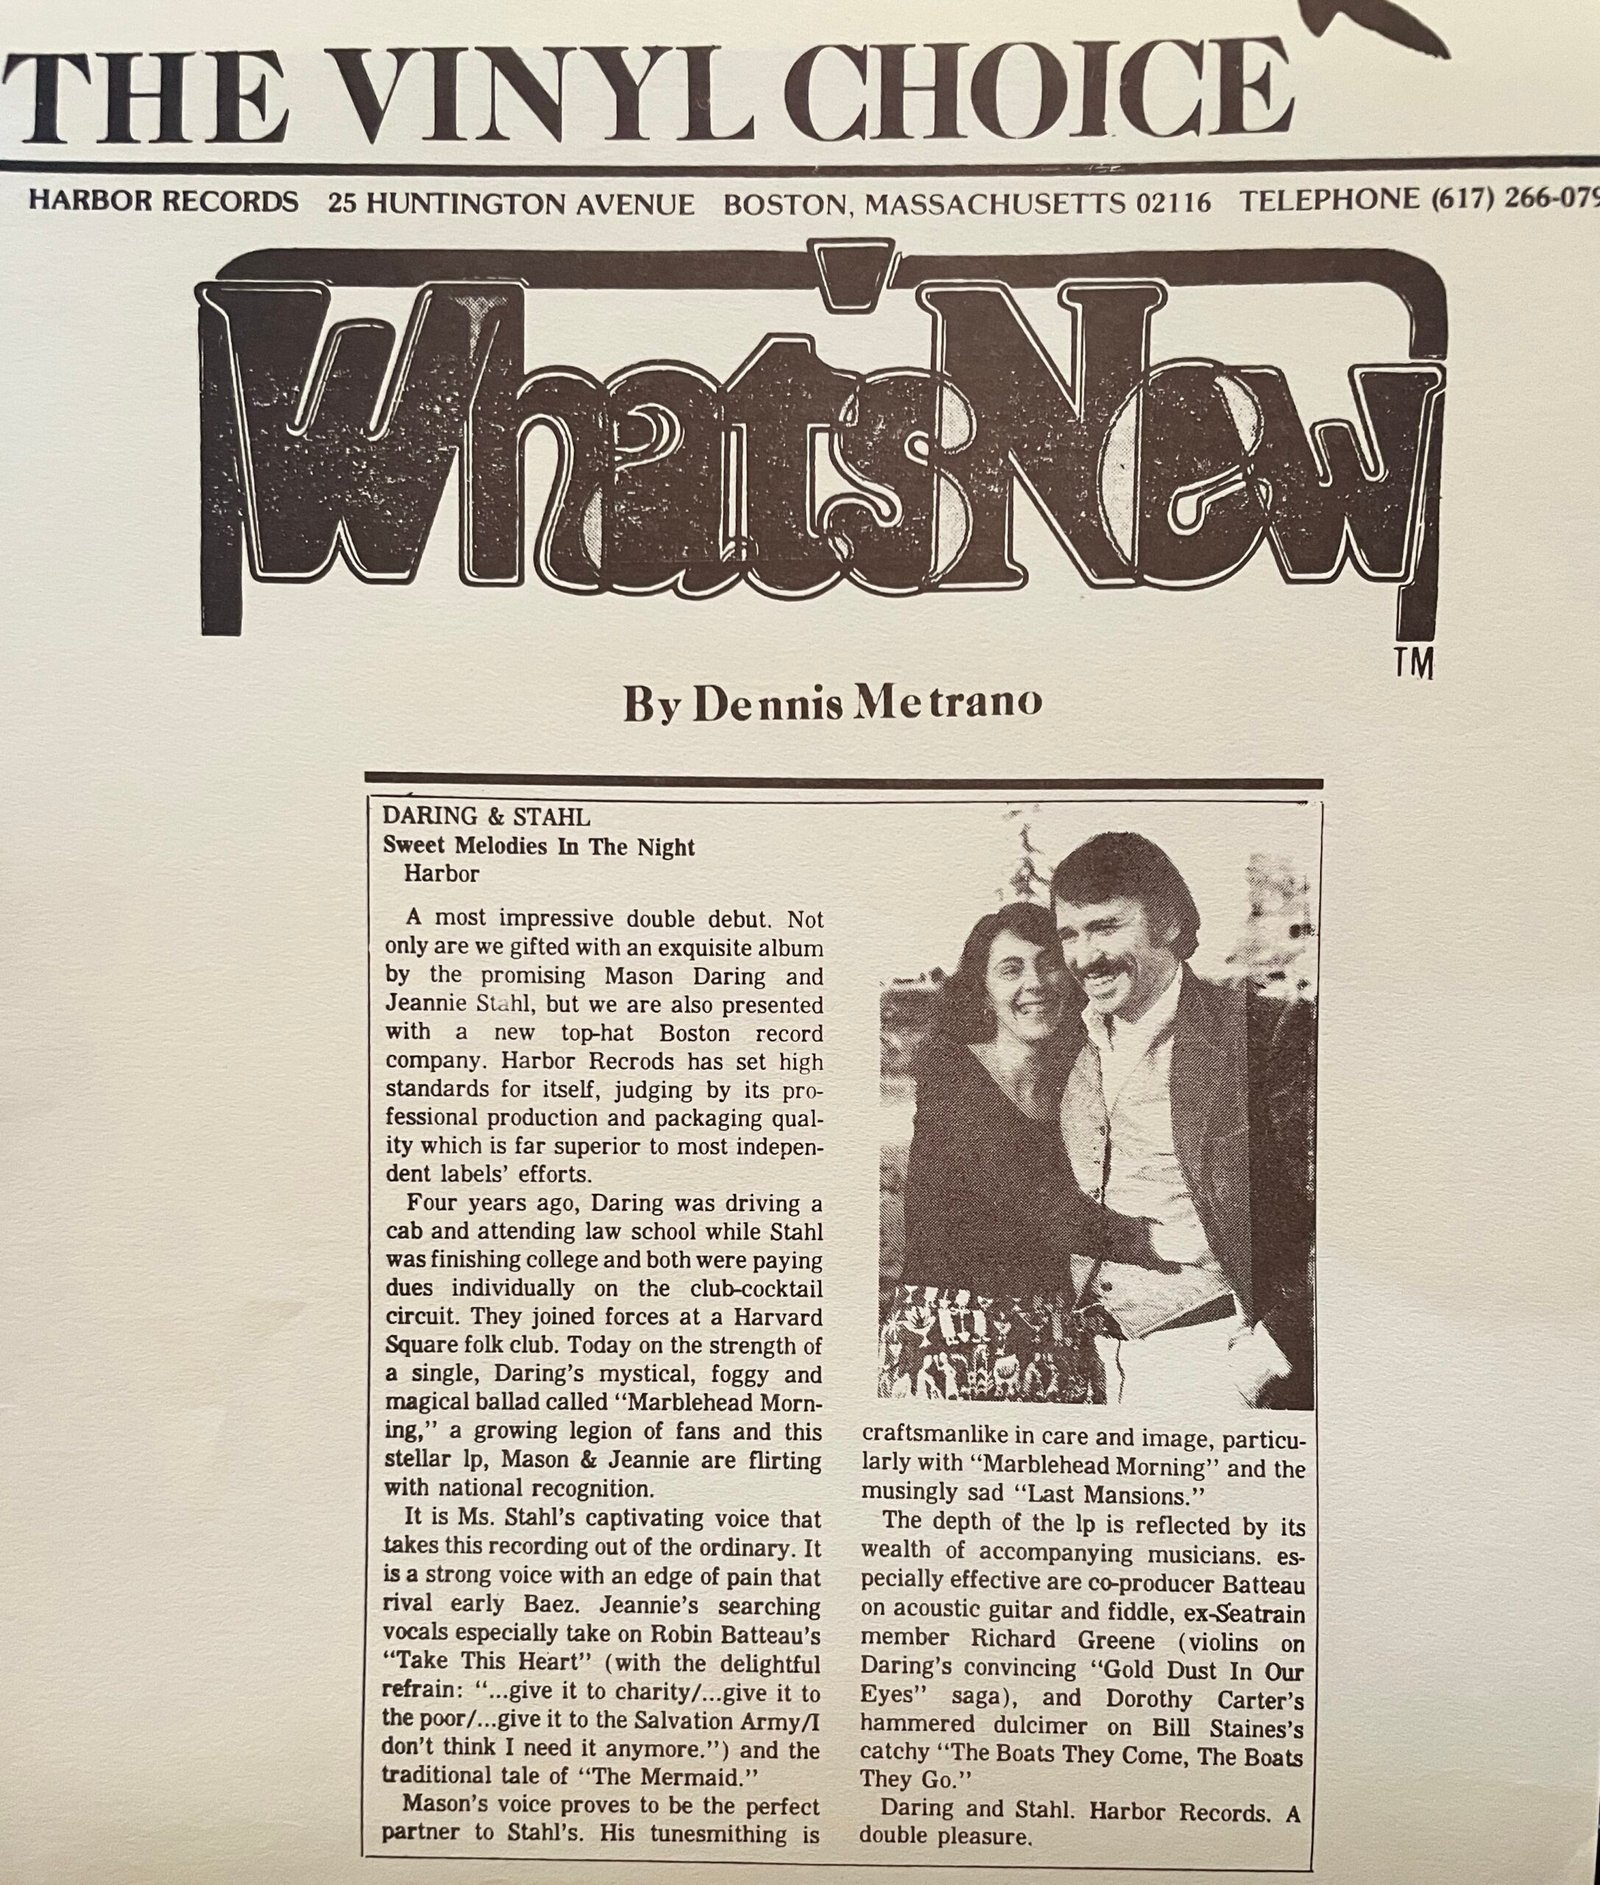 THE VINYL CHOICE
HARBOR RECORDS 25 HUNTINGTON AVENUE BOSTON, MASSACHUSETTS 02116 TELEPHONE (617) 266-079
What's New
TM
By Dennis Metrano
DARING & STAHL
Sweet Melodies In The Night
Harbor
A most impressive double debut. Not
only are we gifted with an exquisite album
by the promising Mason Daring and
Jeannie Stahl, but we are also presented
with a new top-hat Boston record
company. Harbor Recrods has set high
standards for itself, judging by its pro-
fessional production and packaging qual-
ity which is far superior to most indepen-
dent labels' efforts.
Four years ago, Daring was driving a
cab and attending law school while Stahl
was finishing college and both were paying
dues individually on the club-cocktail
circuit. They joined forces at a Harvard
Square folk club. Today on the strength of
a single, Daring's mystical, foggy and
magical ballad called "Marblehead Morn-
ing," a growing legion of fans and this
stellar lp, Mason & Jeannie are flirting
with national recognition.
It is Ms. Stahl's captivating voice that
takes this recording out of the ordinary. It
is a strong voice with an edge of pain that
rival early Baez. Jeannie's searching
vocals especially take on Robin Batteau's
"Take This Heart" (with the delightful
refrain: "...give it to charity/...give it to
the poor/...give it to the Salvation Army/I
don't think I need it anymore.") and the
traditional tale of "The Mermaid."
Mason's voice proves to be the perfect
partner to Stahl's. His tunesmithing is
craftsmanlike in care and image, particu-
larly with "Marblehead Morning" and the
musingly sad "Last Mansions."
The depth of the lp is reflected by its
wealth of accompanying musicians. es-
pecially effective are co-producer Batteau
on acoustic guitar and fiddle, ex-Seatrain
member Richard Greene (violins on
Daring's convincing "Gold Dust In Our
Eyes" saga), and Dorothy Carter's
hammered dulcimer on Bill Staines's
catchy "The Boats They Come, The Boats
They Go."
Daring and Stahl. Harbor Records. A
double pleasure.